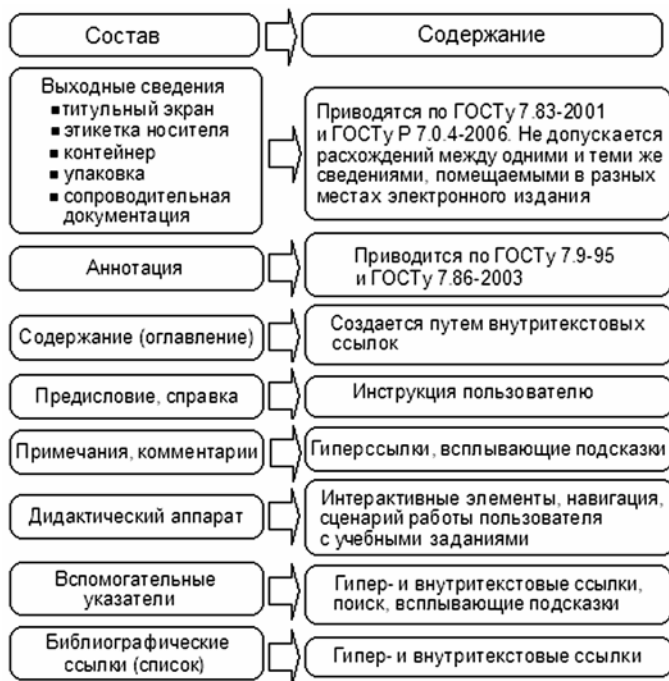 Состав
Содержание
Выходные сведения
▪ титульный экран
▪ этикетка носителя
▪ контейнер
▪ упаковка
▪ сопроводительная
документация
Приводятся по ГОСТу 7.83-2001
и ГОСТу Р 7.0.4-2006. Не допускается
расхождений между одними и теми же
сведениями, помещаемыми в разных
местах электронного издания
Аннотация
Приводится по ГОСТу 7.9-95
и ГОСТу 7.86-2003
Содержание (оглавление)
Создается путем внутритекстовых
ссылок
Предисловие, справка
Инструкция пользователю
Примечания, комментарии
Гиперссылки, всплывающие подсказки
Дидактический аппарат
Интерактивные элементы, навигация,
сценарий работы пользователя
с учебными заданиями
Вспомогательные
указатели
Гипер- и внутритекстовые ссылки,
поиск, всплывающие подсказки
Библиографические
ссылки (список)
Гипер- и внутритекстовые ссылки